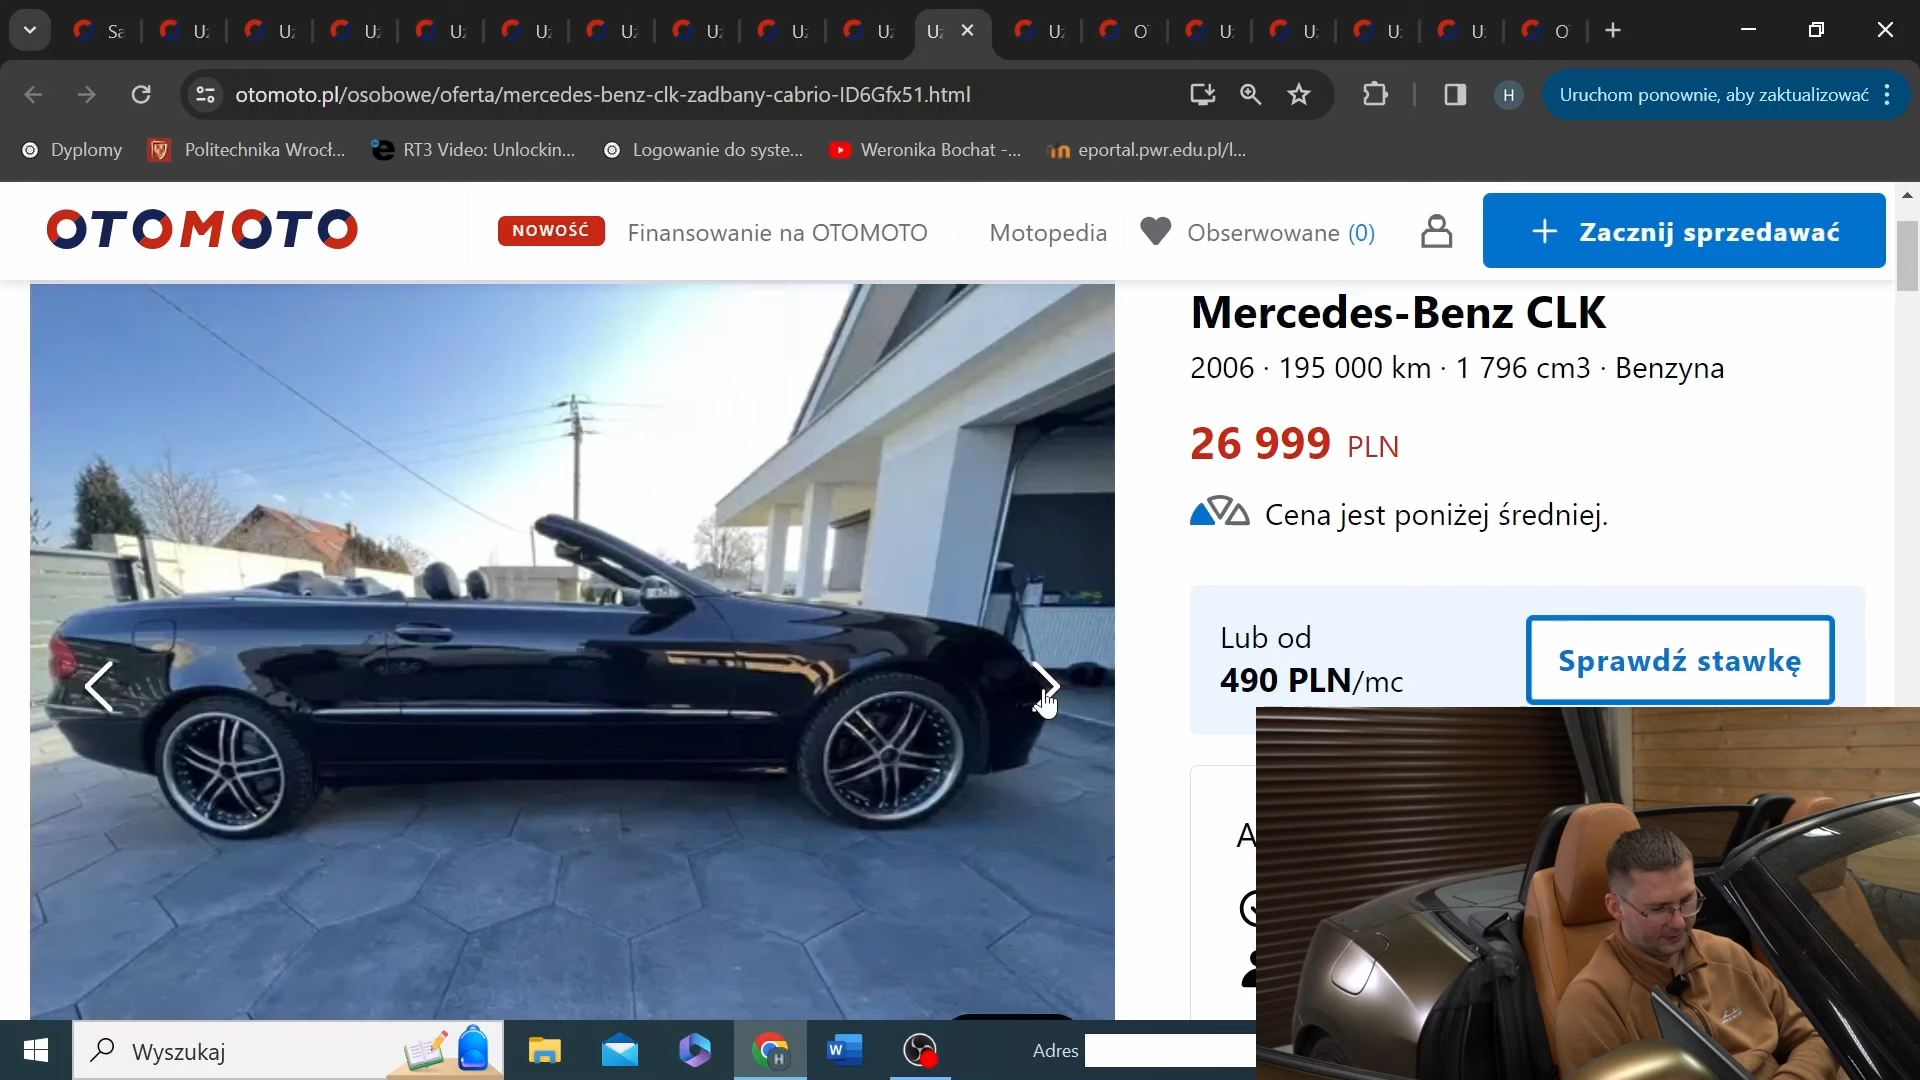 Sa
U
U
U
U
U
U
U
U
U
U
U
O
U
U
U
U
O
otomoto.pl/osobowe/oferta/mercedes-benz-clk-zadbany-cabrio-ID6Gfx51.html
H
Uruchom ponownie, aby zaktualizować
Dyplomy
Politechnika Wrocł...
RT3 Video: Unlockin...
Logowanie do syste...
Weronika Bochat -...
eportal.pwr.edu.pl/l...
OTOMOTO
NOWOŚĆ
Finansowanie na OTOMOTO
Motopedia
Obserwowane (0)
+ Zacznij sprzedawać
Mercedes-Benz CLK
2006 · 195 000 km · 1 796 cm3 · Benzyna
26 999 PLN
Cena jest poniżej średniej.
Lub od
490 PLN/mc
Sprawdź stawkę
A
Wyszukaj
Adres